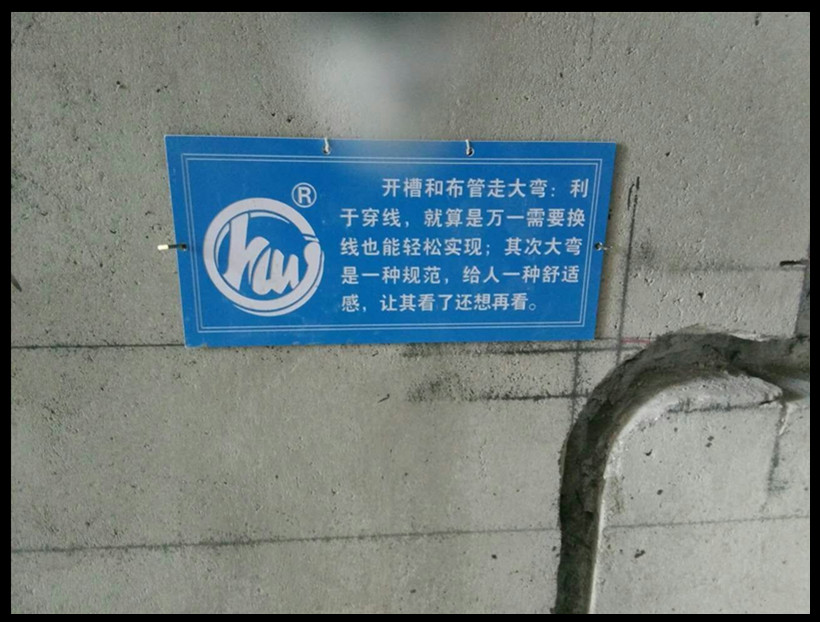 ®
开槽和布管走大弯：利
于穿线，就算是万一需要换
线也能轻松实现；其次大弯
是一种规范，给人一种舒适
感，让其看了还想再看。